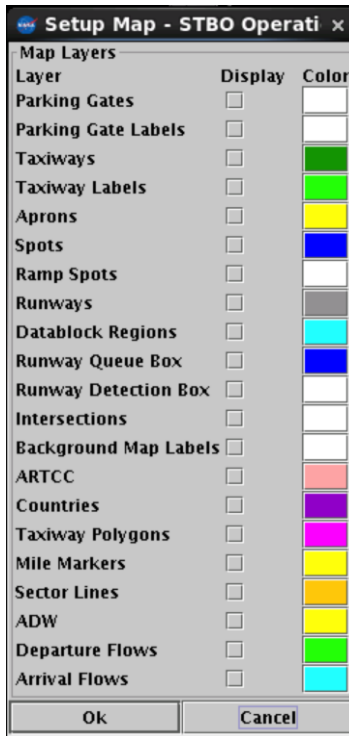 Setup Map - STBO Operati
Map Layers
Layer Display Color
Parking Gates
Parking Gate Labels
Taxiways
Taxiway Labels
Aprons
Spots
Ramp Spots
Runways
Datablock Regions
Runway Queue Box
Runway Detection Box
Intersections
Background Map Labels
ARTCC
Countries
Taxiway Polygons
Mile Markers
Sector Lines
ADW
Departure Flows
Arrival Flows
Ok Cancel